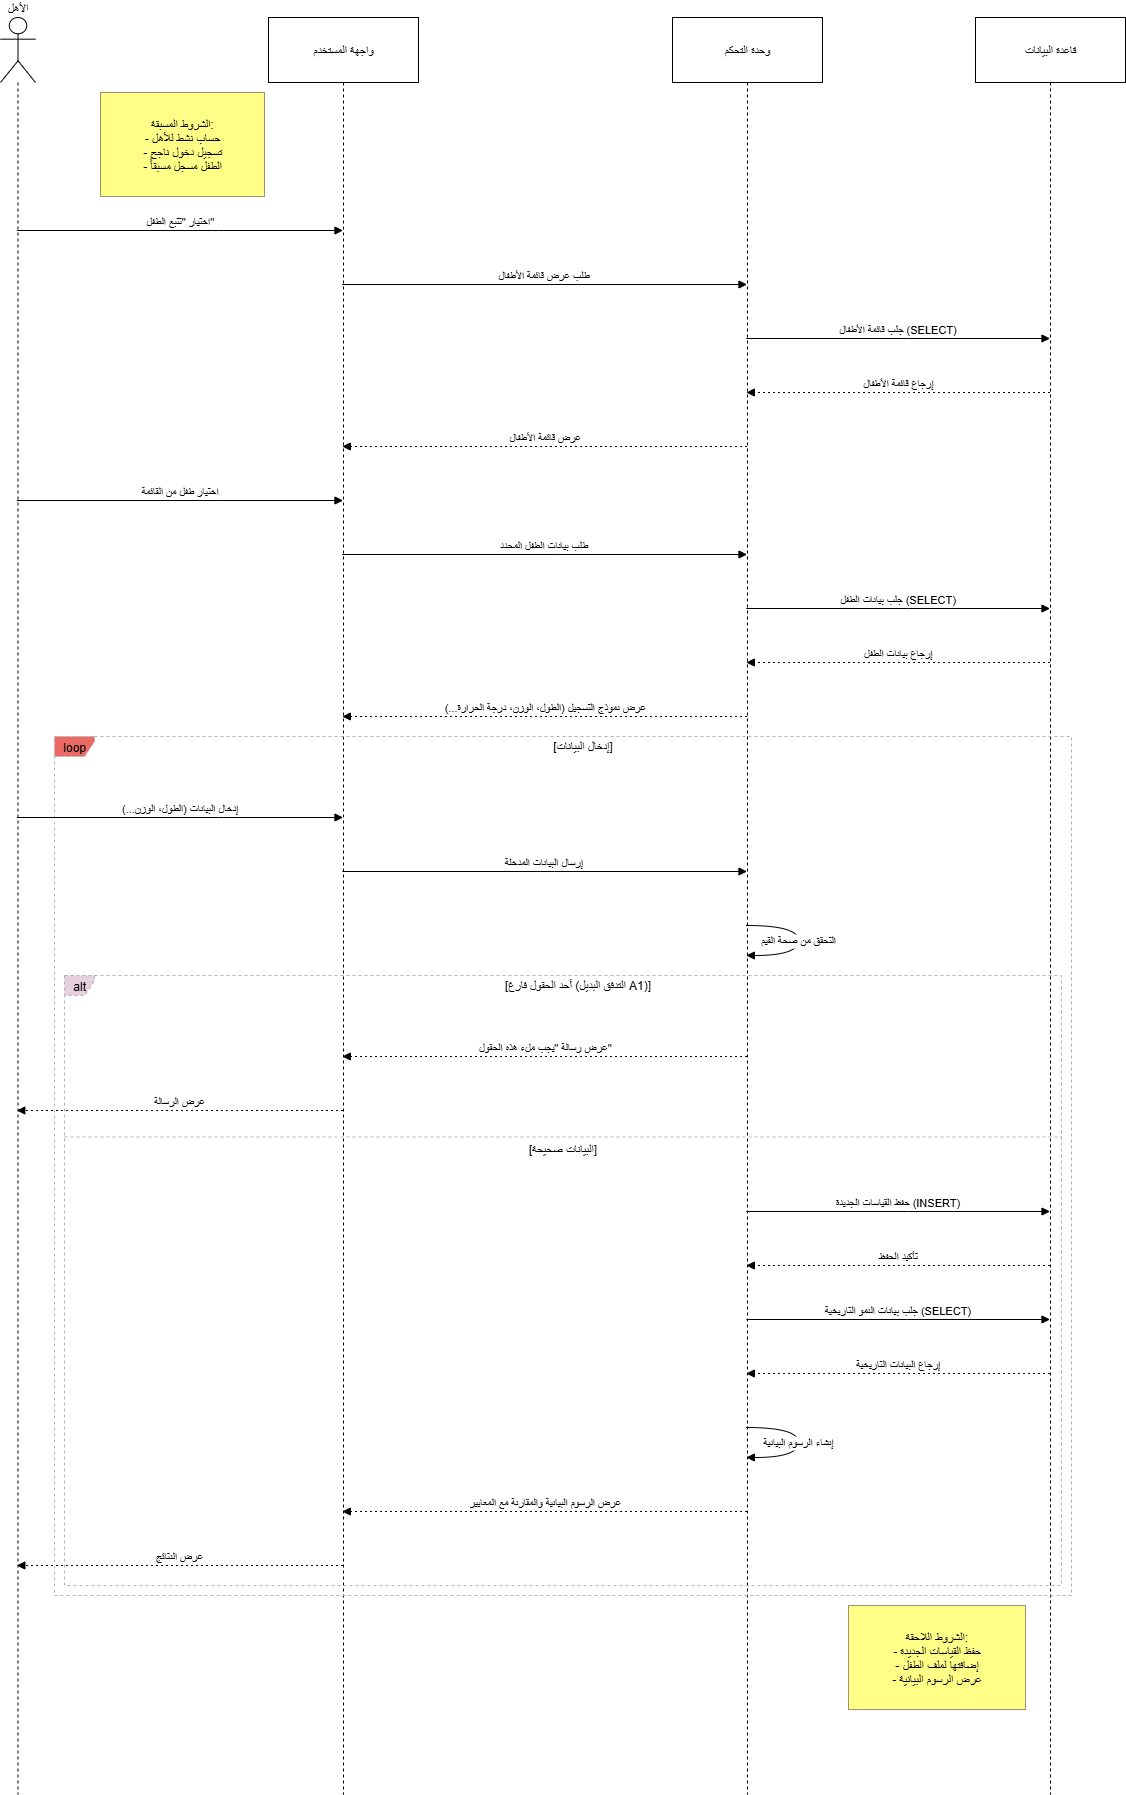 الأهل
واجهة المستخدم
وحدة التحكم
قاعدة البيانات
الشروط المسبقة:
- حساب نشط للأهل
- تسجيل دخول ناجح
- الطفل مسجل مسبقاً
اختيار "تتبع الطفل"
طلب عرض قائمة الأطفال
جلب قائمة الأطفال (SELECT)
إرجاع قائمة الأطفال
عرض قائمة الأطفال
اختيار طفل من القائمة
طلب بيانات الطفل المحدد
جلب بيانات الطفل (SELECT)
إرجاع بيانات الطفل
عرض نموذج التسجيل (الطول، الوزن، درجة الحرارة...)
loop
[إدخال البيانات]
إدخال البيانات (الطول، الوزن...)
إرسال البيانات المدخلة
التحقق من صحة القيم
alt
[أحد الحقول فارغ (التدفق البديل A1)]
عرض رسالة "يجب ملء هذه الحقول"
عرض الرسالة
[البيانات صحيحة]
حفظ القياسات الجديدة (INSERT)
تأكيد الحفظ
جلب بيانات النمو التاريخية (SELECT)
إرجاع البيانات التاريخية
إنشاء الرسوم البيانية
عرض الرسوم البيانية والمقارنة مع المعايير
عرض النتائج
الشروط اللاحقة:
- حفظ القياسات الجديدة
- إضافتها لملف الطفل
- عرض الرسوم البيانية